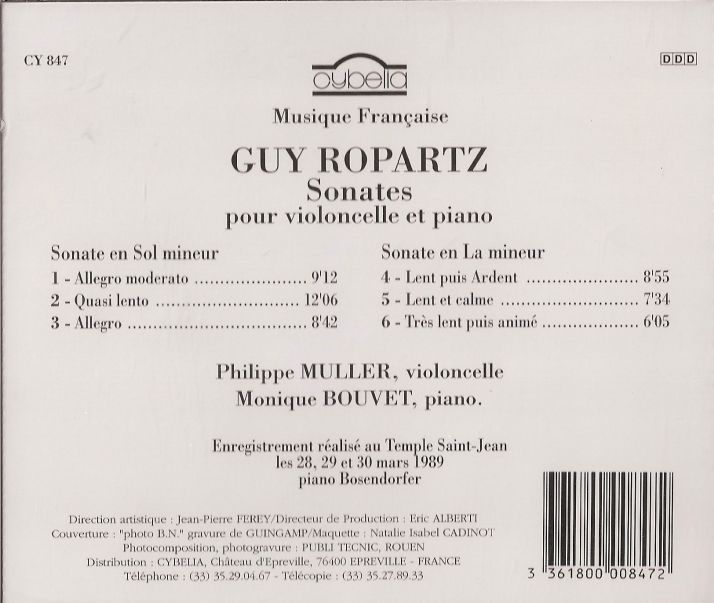 CY 847
cybelia
DDD
Musique Française
GUY ROPARTZ
Sonates
pour violoncelle et piano
Sonate en Sol mineur
1 - Allegro moderato ..................... 9'12
2 - Quasi lento ........................... 12'06
3 - Allegro .................................. 8'42
Sonate en La mineur
4 - Lent puis Ardent ..................... 8'55
5 - Lent et calme ......................... 7'34
6 - Très lent puis animé .................. 6'05
Philippe MULLER, violoncelle
Monique BOUVET, piano.
Enregistrement réalisé au Temple Saint-Jean
les 28, 29 et 30 mars 1989
piano Bosendorfer
Direction artistique : Jean-Pierre FEREY/Directeur de Production : Eric ALBERTI
Couverture : "photo B.N." gravure de GUINGAMP/Maquette : Natalie Isabel CADINOT
Photocomposition, photogravure : PUBLI TECNIC, ROUEN
Distribution : CYBELIA, Château d'Epreville, 76400 EPREVILLE - FRANCE
Téléphone : (33) 35.29.04.67 - Télécopie : (33) 35.27.89.33
3 361800 008472